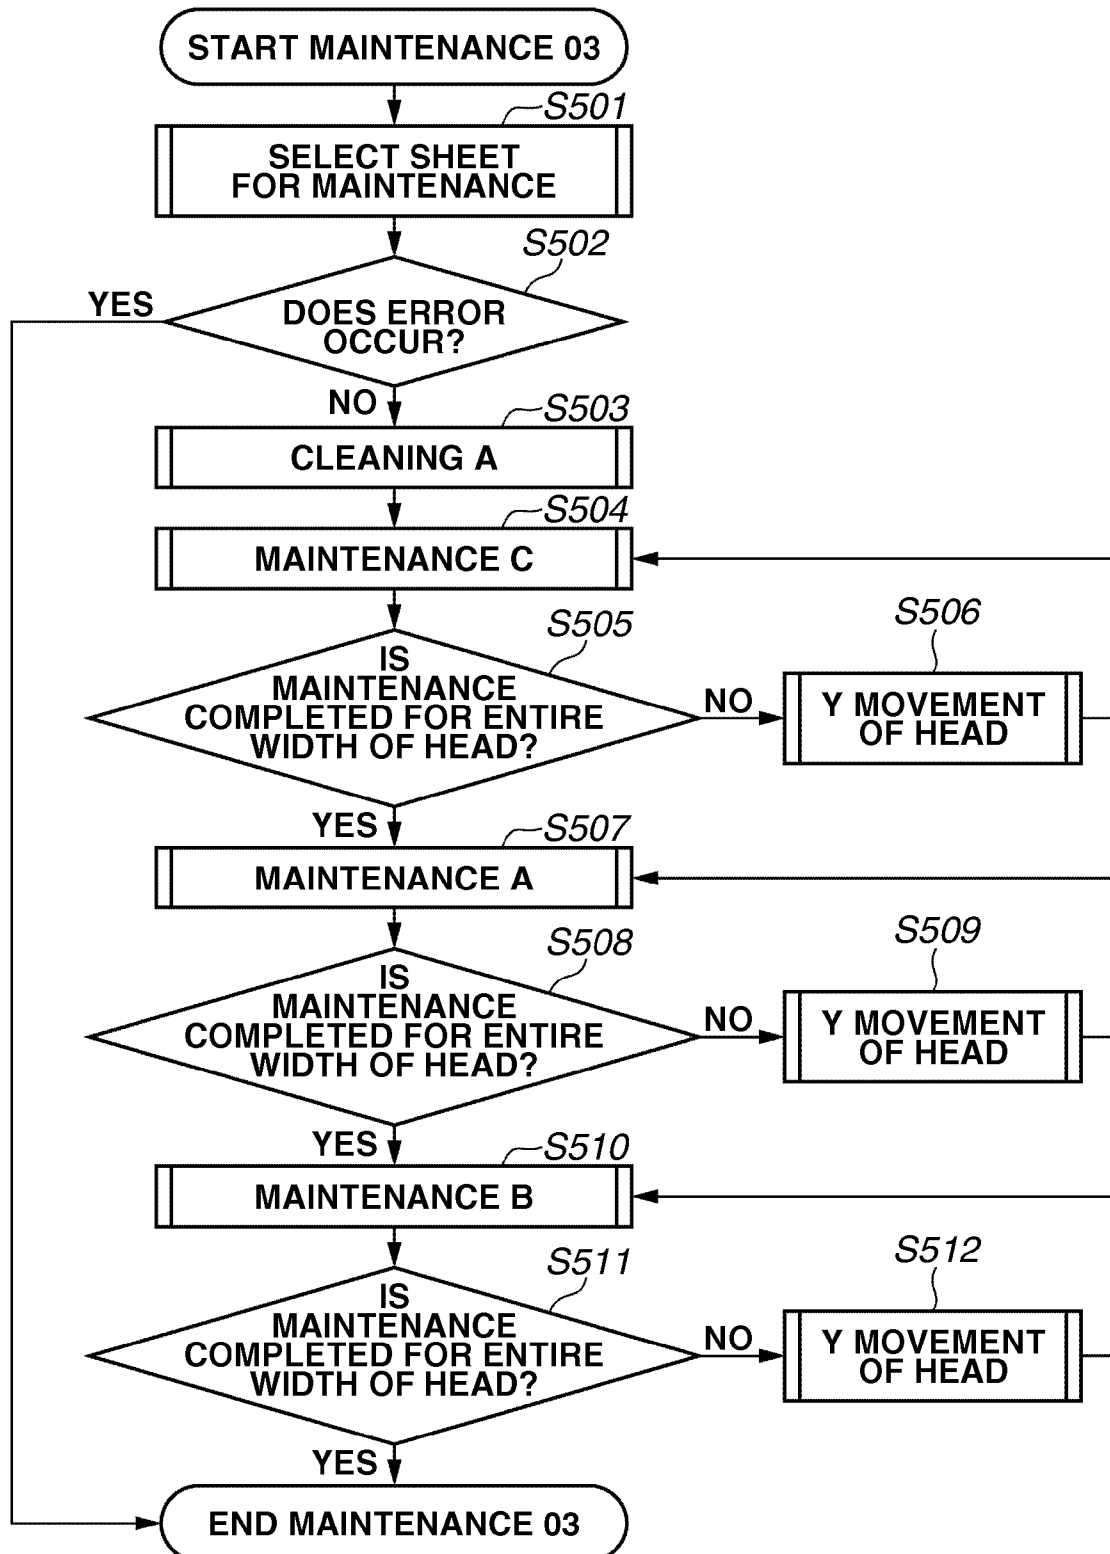 START MAINTENANCE 03
S501
SELECT SHEET
FOR MAINTENANCE
S502
YES
DOES ERROR
OCCUR?
NO
S503
CLEANING A
S504
MAINTENANCE C
S505
IS
MAINTENANCE
COMPLETED FOR ENTIRE
WIDTH OF HEAD?
NO
S506
Y MOVEMENT
OF HEAD
YES
S507
MAINTENANCE A
S508
IS
MAINTENANCE
COMPLETED FOR ENTIRE
WIDTH OF HEAD?
NO
S509
Y MOVEMENT
OF HEAD
YES
S510
MAINTENANCE B
S511
IS
MAINTENANCE
COMPLETED FOR ENTIRE
WIDTH OF HEAD?
NO
S512
Y MOVEMENT
OF HEAD
YES
END MAINTENANCE 03